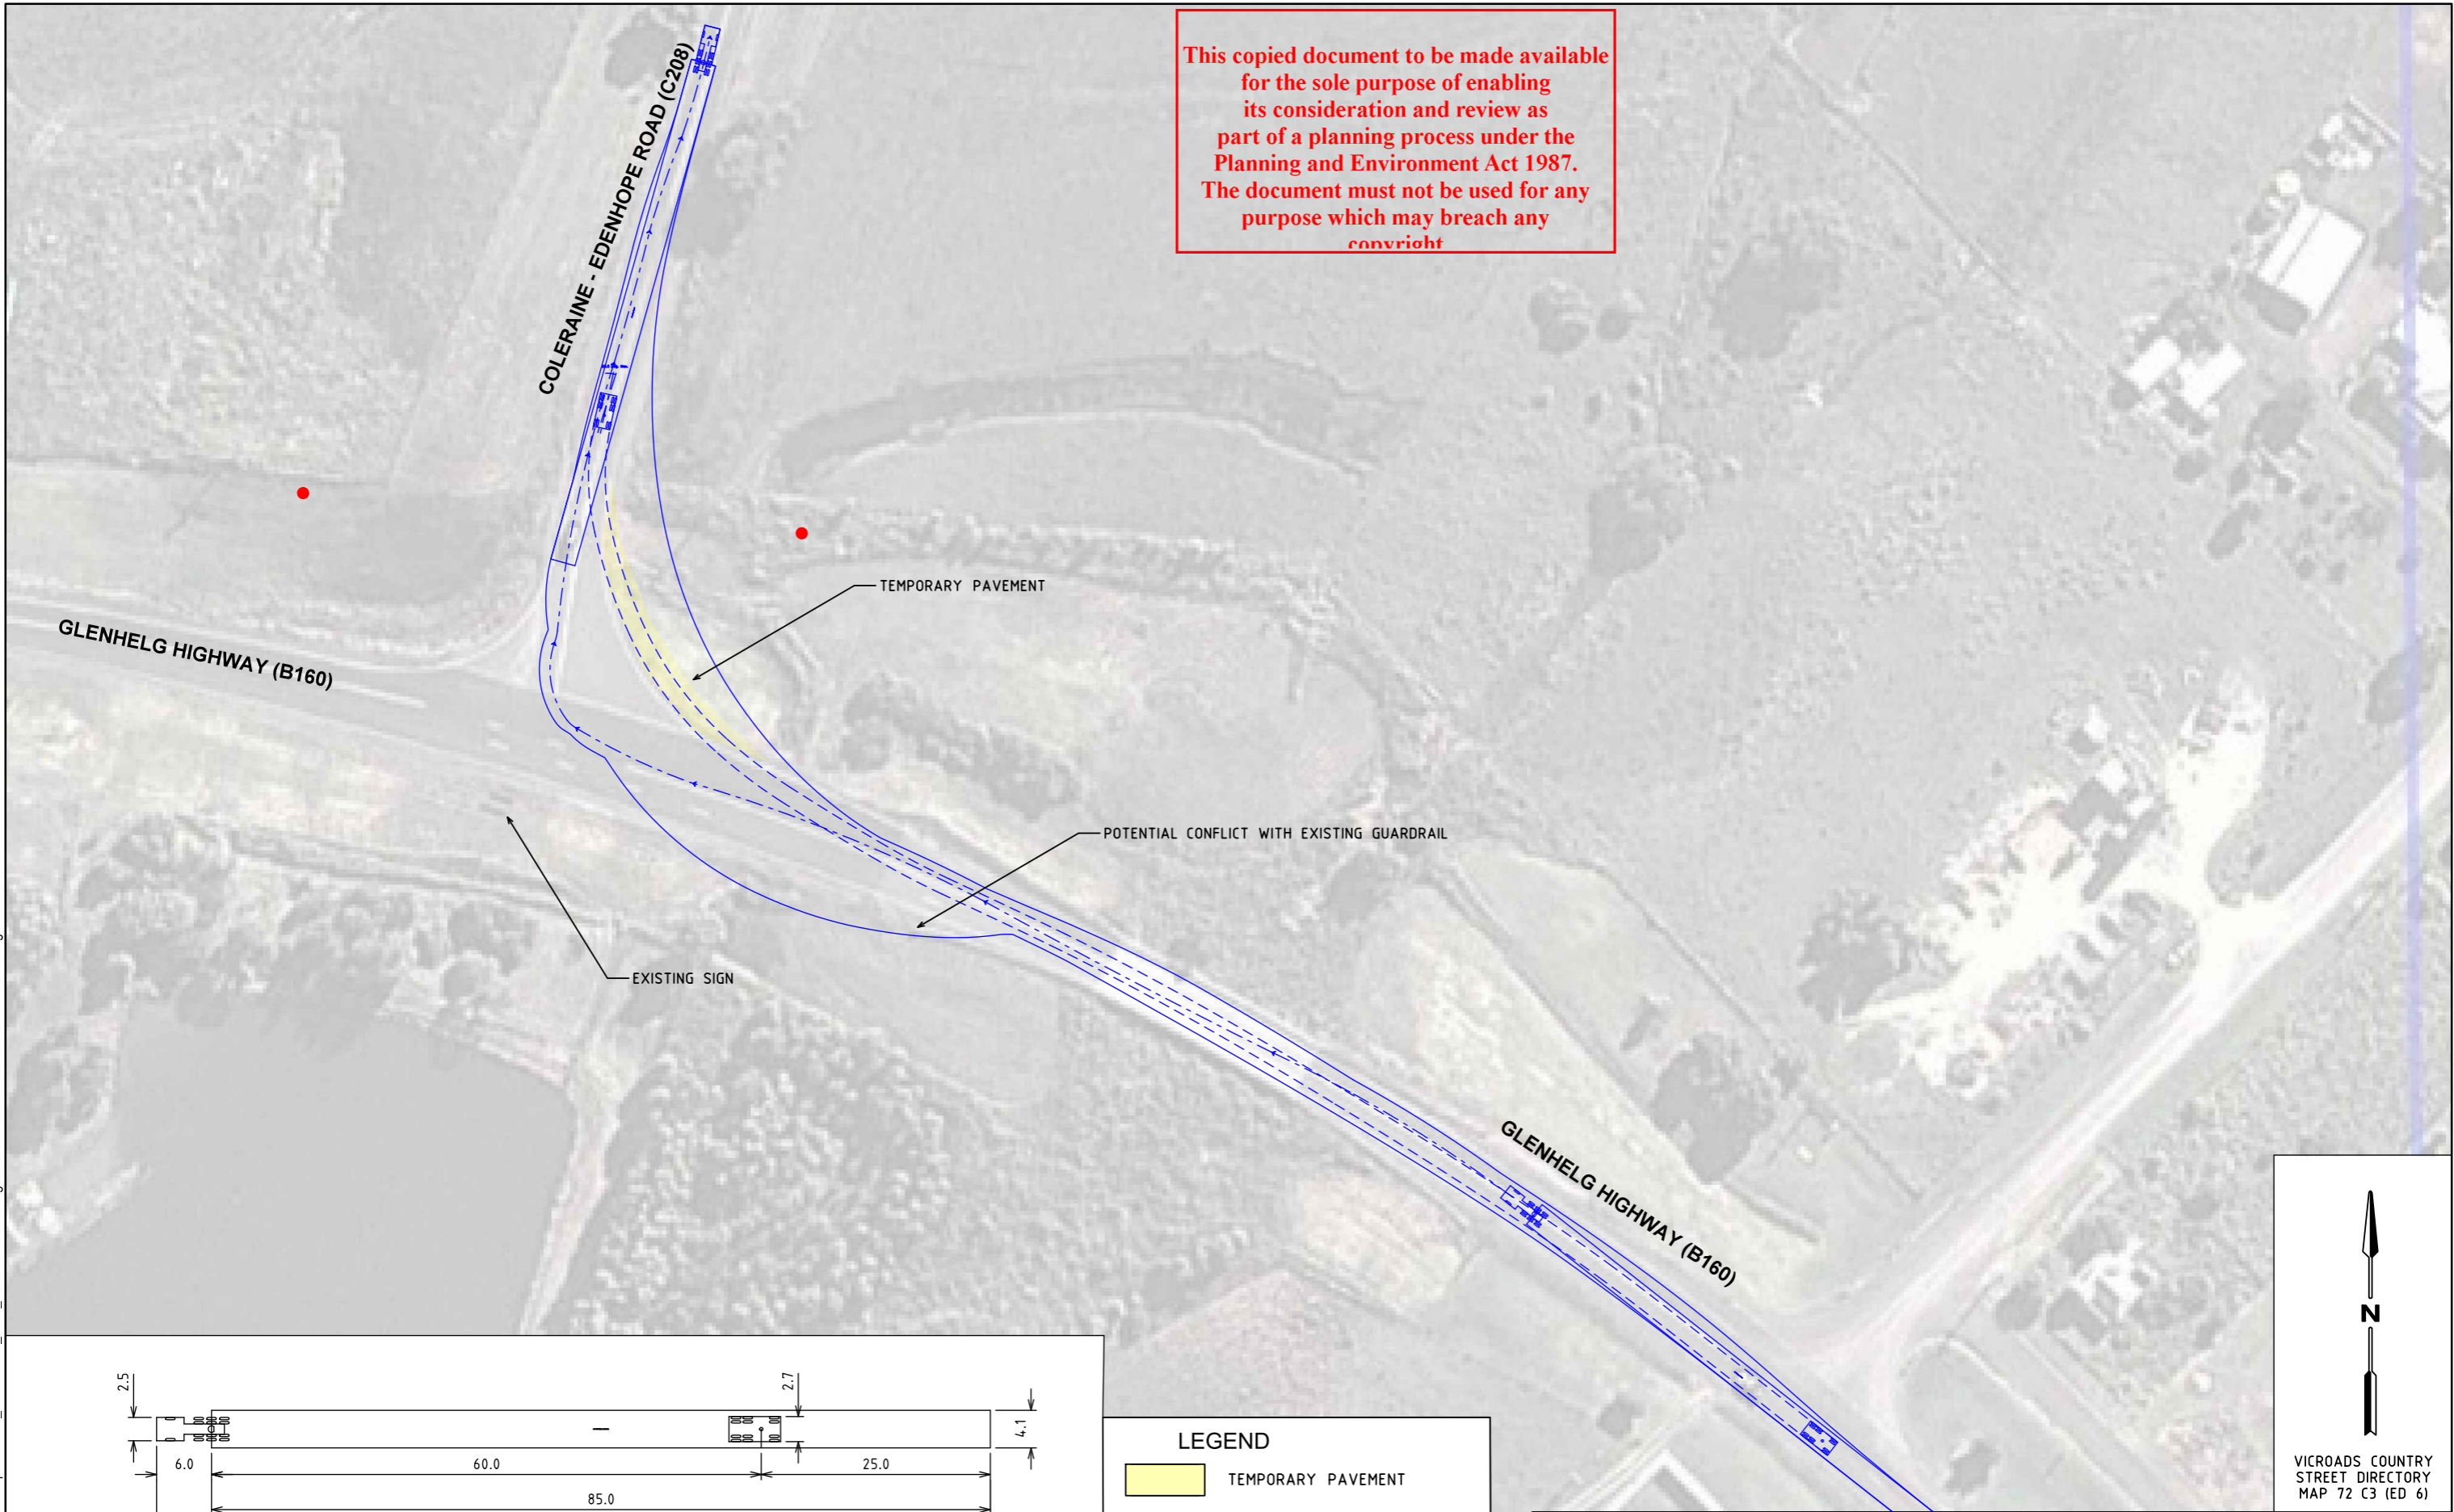 This copied document to be made available
for the sole purpose of enabling
its consideration and review as
part of a planning process under the
Planning and Environment Act 1987.
The document must not be used for any
purpose which may breach any
copyright
COLERAINE - EDENHOPE ROAD (C208)
TEMPORARY PAVEMENT
GLENHELG HIGHWAY (B160)
POTENTIAL CONFLICT WITH EXISTING GUARDRAIL
EXISTING SIGN
GLENHELG HIGHWAY (B160)
N
VICROADS COUNTRY
STREET DIRECTORY
MAP 72 C3 (ED 6)
2.5
2.7
4.1
6.0
60.0
25.0
85.0
LEGEND
TEMPORARY PAVEMENT